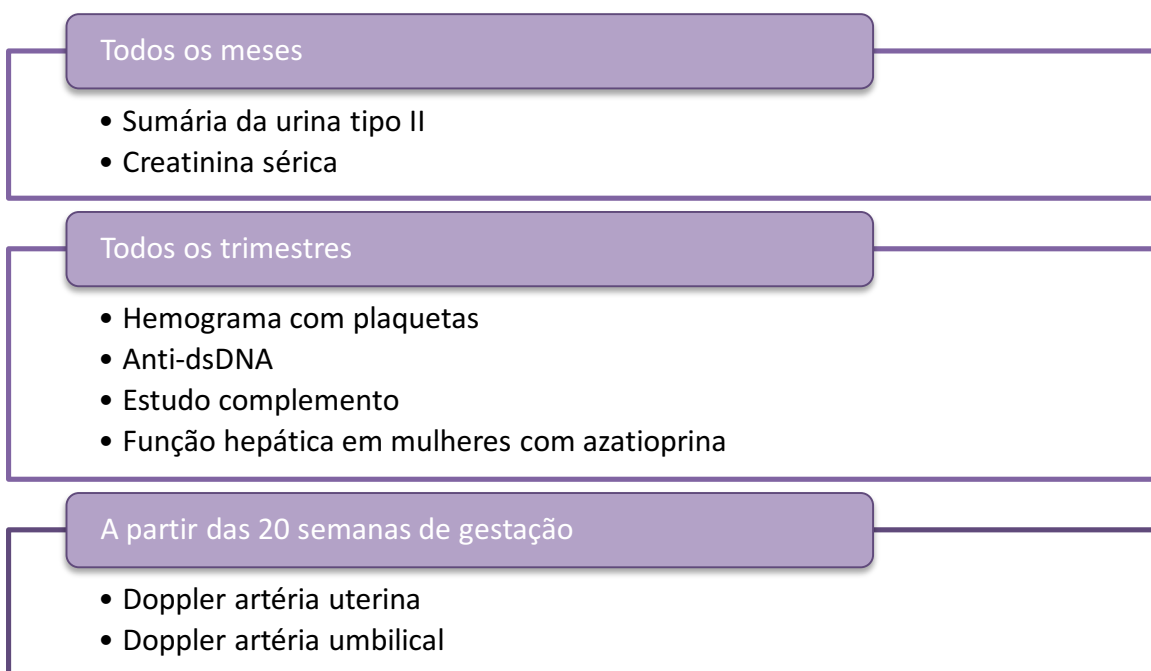 Todos os meses
• Sumária da urina tipo II
• Creatinina sérica
Todos os trimestres
• Hemograma com plaquetas
• Anti-dsDNA
• Estudo complemento
• Função hepática em mulheres com azatioprina
A partir das 20 semanas de gestação
• Doppler artéria uterina
• Doppler artéria umbilical